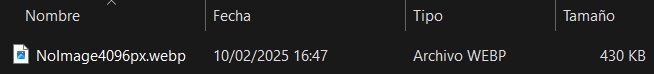 Nombre Fecha Tipo Tamaño
NoImage4096px.webp 10/02/2025 16:47 Archivo WEBP 430 KB